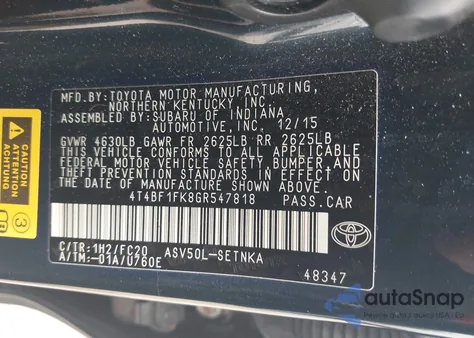 MFD.BY:TOYOTA MOTOR MANUFACTURING,
NORTHERN KENTUCKY,INC.
ASSEMBLED BY:SUBARU OF INDIANA
AUTOMOTIVE,INC. 12/15
GVWR 4630LB GAWR FR 2625LB RR 2625LB
THIS VEHICLE CONFORMS TO ALL APPLICABLE
FEDERAL MOTOR VEHICLE SAFETY,BUMPER,AND
THEFT PREVENTION STANDARDS IN EFFECT ON
THE DATE OF MANUFACTURE SHOWN ABOVE.
4T4BF1FK8GR547818 PASS.CAR
C/TR:1H2/FC20 ASV50L-SETNKA
A/TM:-01A/U760E
TOYOTA
48347
CAUTION
ATTENTION
autoSnap